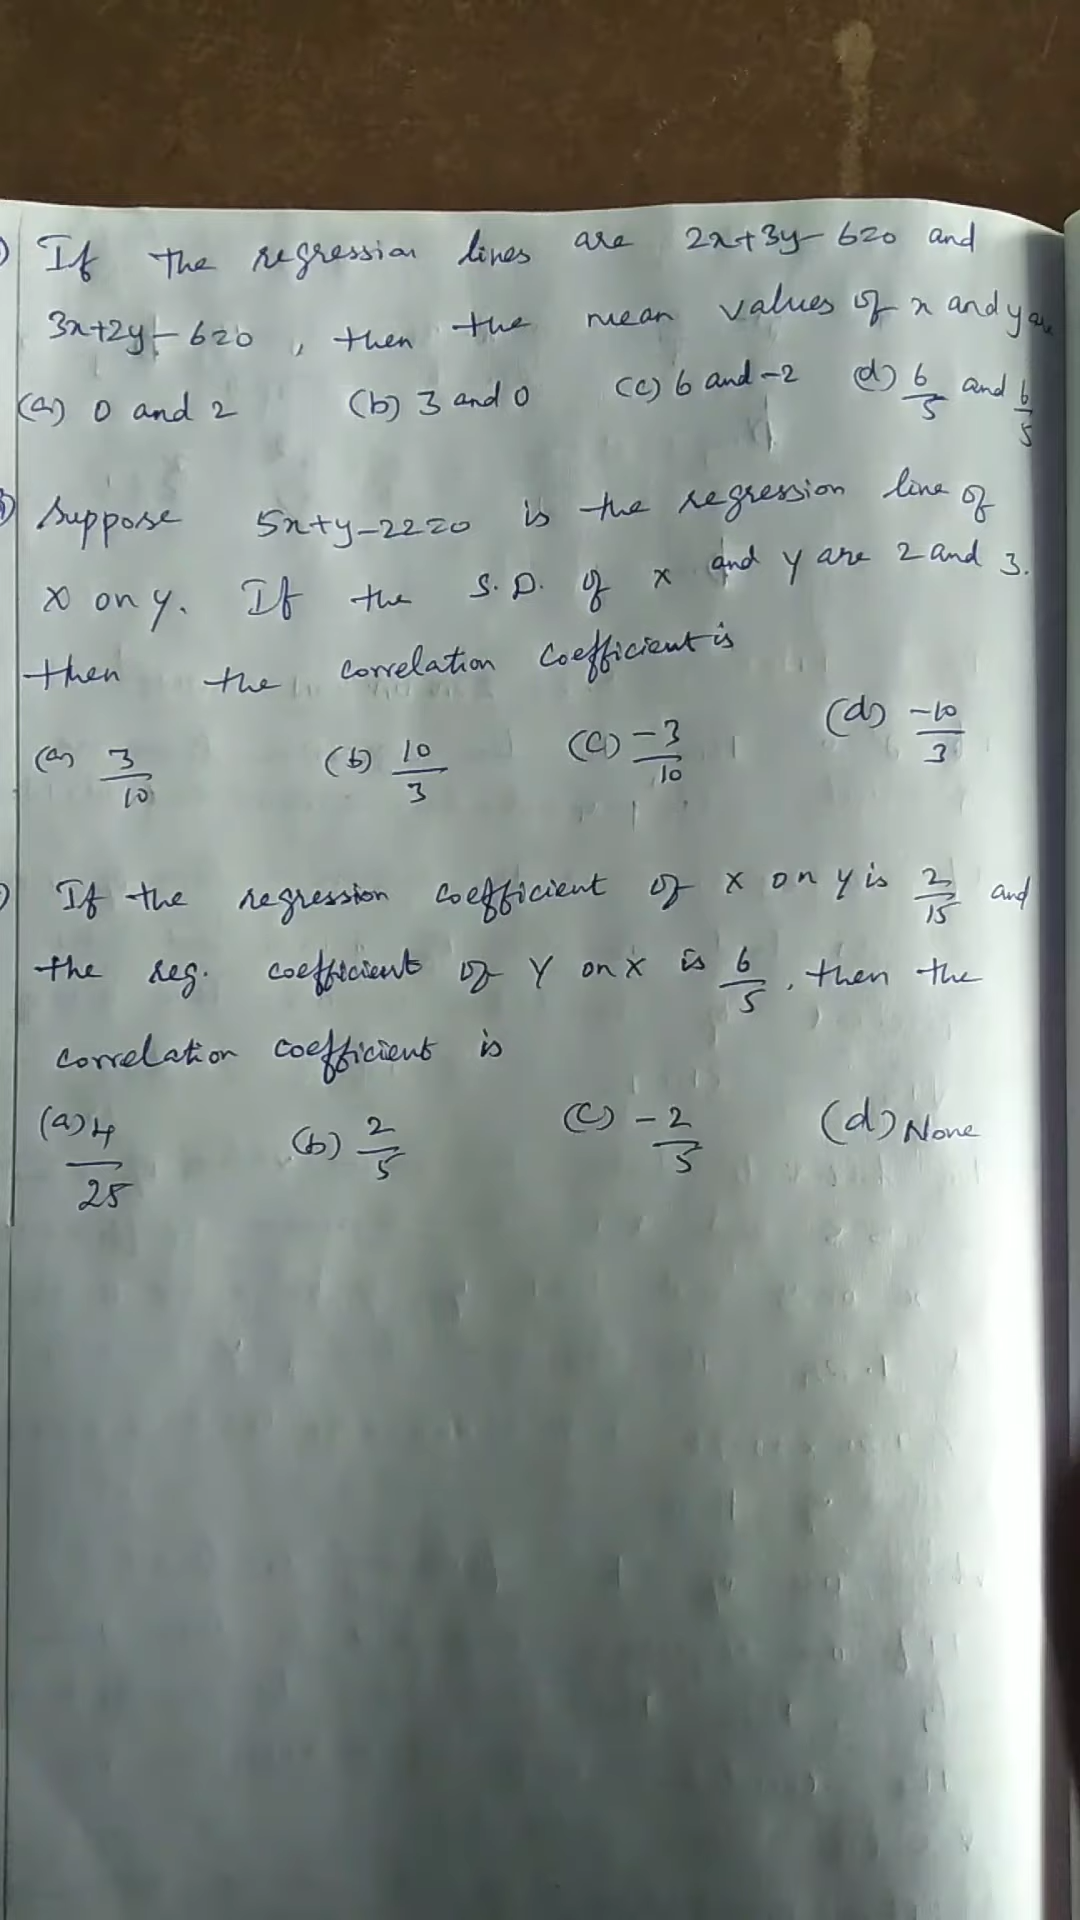 ) If the regression lines are 2x+3y-6=0 and
3x+2y-6=0, then the mean values of x and y are
(a) 0 and 2 (b) 3 and 0 (c) 6 and -2 (d) 6/5 and 6/5
) Suppose 5x+y-22=0 is the regression line of
X on Y. If the S.D. of x and y are 2 and 3.
then the correlation coefficient is
(a) 3/10 (b) 10/3 (c) -3/10 (d) -10/3
) If the regression coefficient of X on Y is 2/15 and
the reg. coefficient of Y on X is 6/5, then the
correlation coefficient is
(a) 4/25 (b) 2/5 (c) -2/5 (d) None